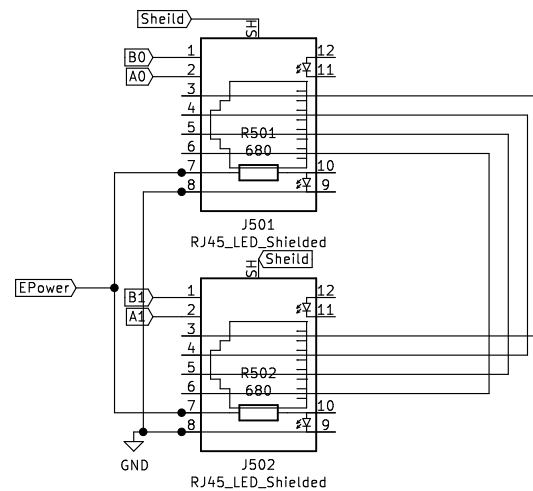 Sheild
SH
B0 1 12
A0 2 11
3
4
5 R501
6 680
7 10
8 9
J501
RJ45_LED_Shielded
SH Sheild
EPower B1 1 12
A1 2 11
3
4
5 R502
6 680
7 10
8 9
GND J502
RJ45_LED_Shielded